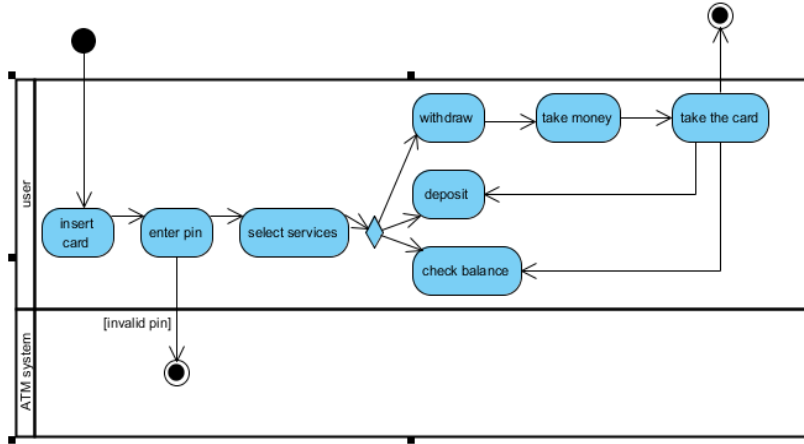 withdraw
take money
take the card
user
deposit
insert
card
enter pin
select services
check balance
[invalid pin]
ATM system